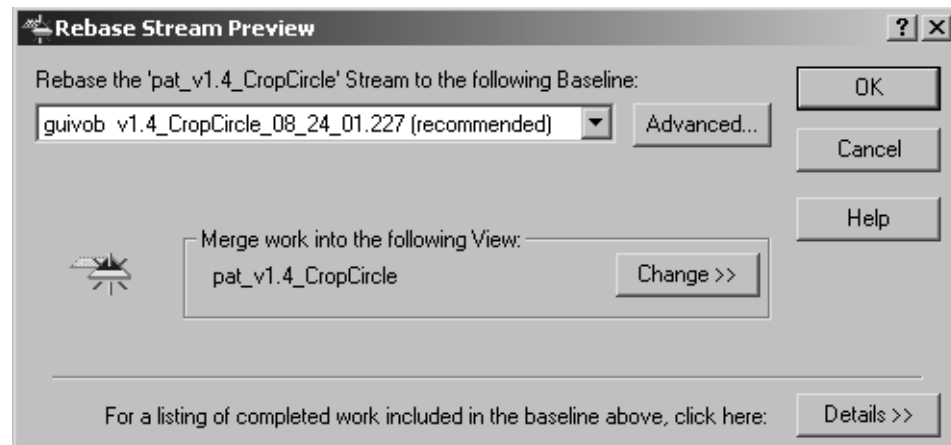 Rebase Stream Preview
Rebase the 'pat_v1.4_CropCircle' Stream to the following Baseline:
guivob v1.4_CropCircle_08_24_01.227 (recommended)
Advanced...
OK
Cancel
Help
Merge work into the following View:
pat_v1.4_CropCircle
Change >>
For a listing of completed work included in the baseline above, click here:
Details >>